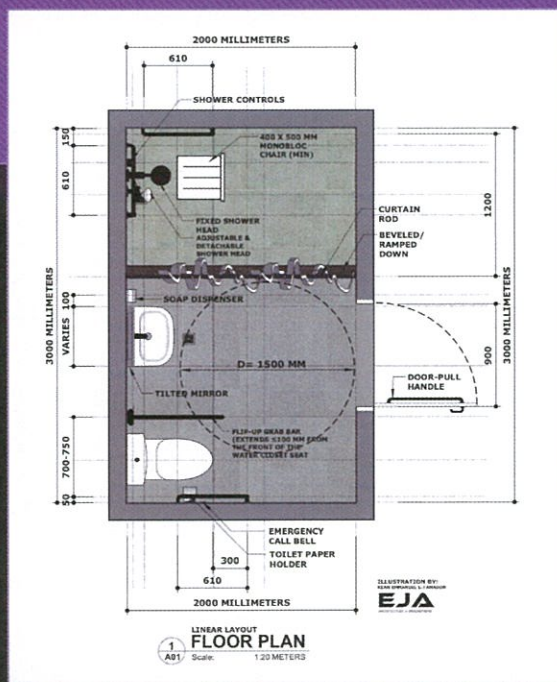 2000 MILLIMETERS
610
SHOWER CONTROLS
400 X 500 MM
MONOBLOC
CHAIR (MIN)
150
610
1200
CURTAIN
ROD
BEVELED/
RAMPED
DOWN
FIXED SHOWER
HEAD
ADJUSTABLE &
DETACHABLE
SHOWER HEAD
SOAP DISPENSER
100
VARIES
3000 MILLIMETERS
D= 1500 MM
900
3000 MILLIMETERS
DOOR-PULL
HANDLE
TILTED MIRROR
FLIP-UP GRAB BAR
(EXTENDS ≤100 MM FROM
THE FRONT OF THE
WATER CLOSET SEAT
700-750
50
EMERGENCY
CALL BELL
TOILET PAPER
HOLDER
300
610
2000 MILLIMETERS
ILLUSTRATION BY:
EJA
LINEAR LAYOUT
1
A01
FLOOR PLAN
Scale: 1:20 METERS